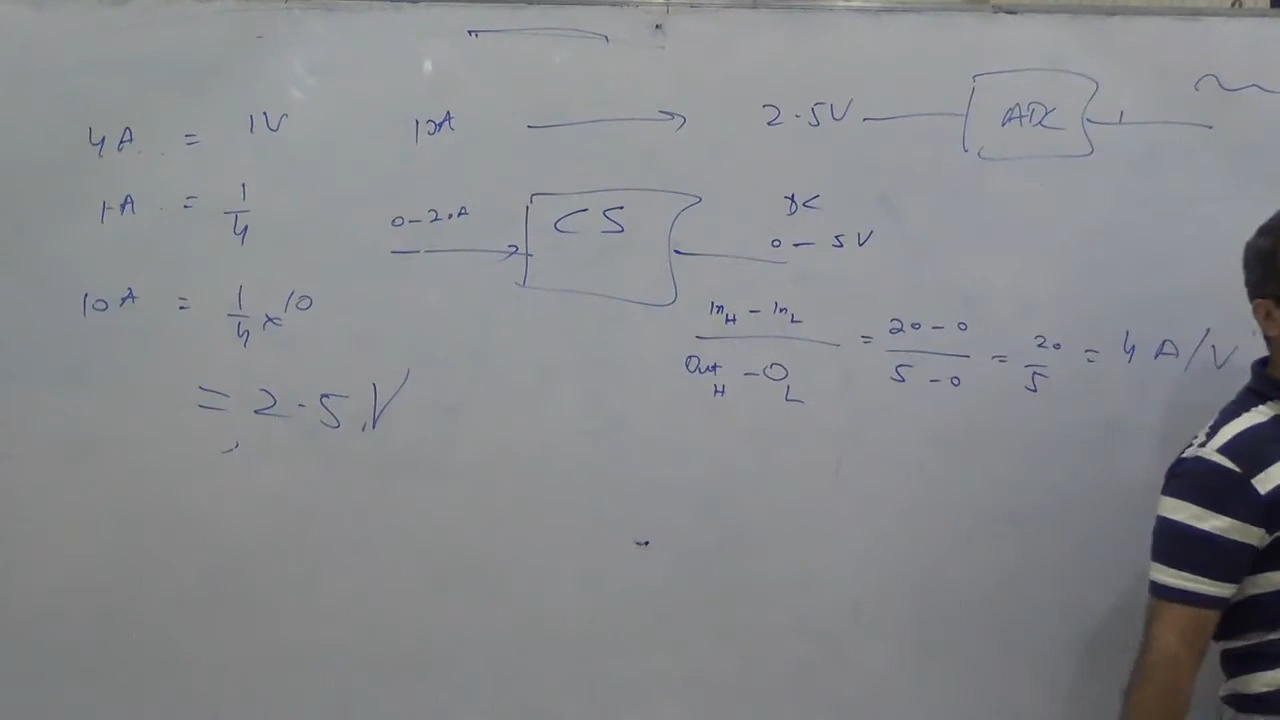 4A = 1V
1A = 1/4
10A = 1/4 × 10
= 2.5V
10A → 2.5V ADC
0-20A CS DC
0 - 5V
In_H - In_L / Out_H - O_L = 20 - 0 / 5 - 0 = 20 / 5 = 4 A/V